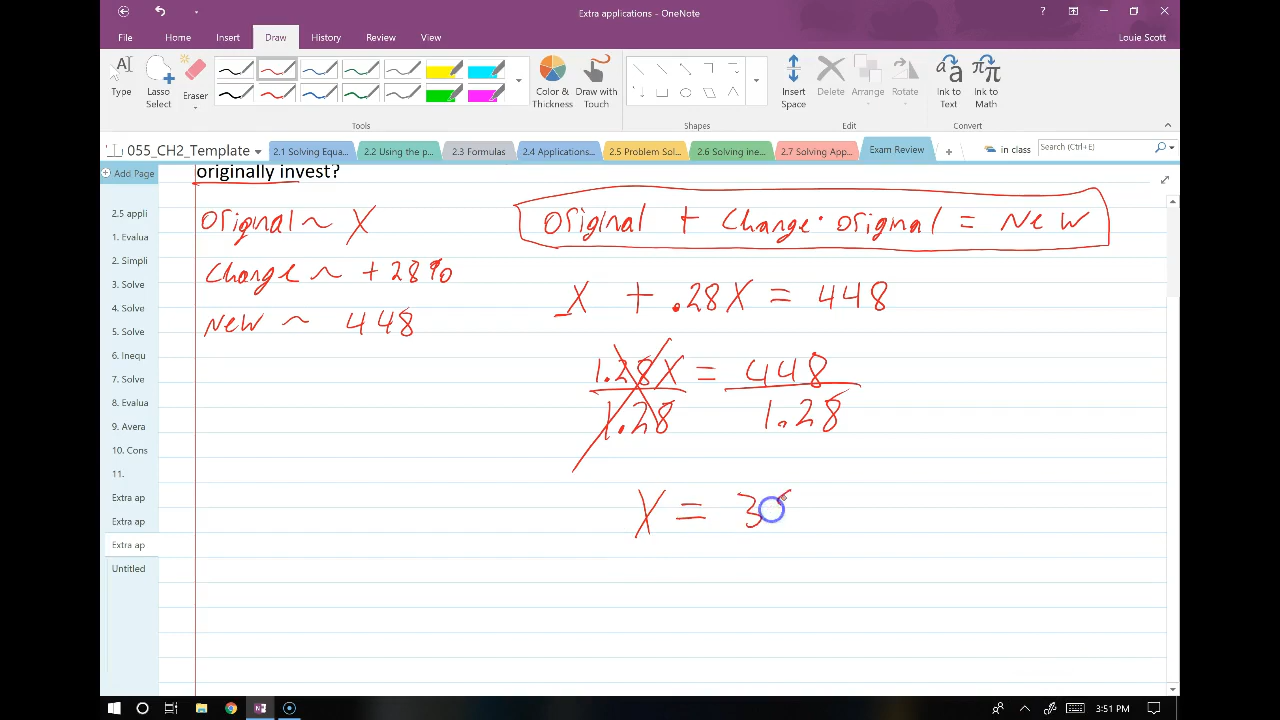 Extra applications - OneNote
?
File Home Insert Draw History Review View
Louie Scott
Type
Lasso Select
Eraser
Color & Thickness
Draw with Touch
Insert Space
Delete
Arrange
Rotate
Ink to Text
Ink to Math
Tools
Shapes
Edit
Convert
055_CH2_Template
2.1 Solving Equa...
2.2 Using the p...
2.3 Formulas
2.4 Applications...
2.5 Problem Sol...
2.6 Solving ine...
2.7 Solving App...
Exam Review
in class
Search (Ctrl+E)
Add Page
2.5 appli
1. Evalua
2. Simpli
3. Solve
4. Solve
5. Solve
6. Inequ
7. Solve
8. Evalua
9. Avera
10. Cons
11.
Extra ap
Extra ap
Extra ap
Untitled
originally invest?
Original ~ X
Change ~ +28%
New ~ 448
Original + Change · Original = New
X + .28X = 448
1.28X = 448
1.28 1.28
X = 3
3:51 PM